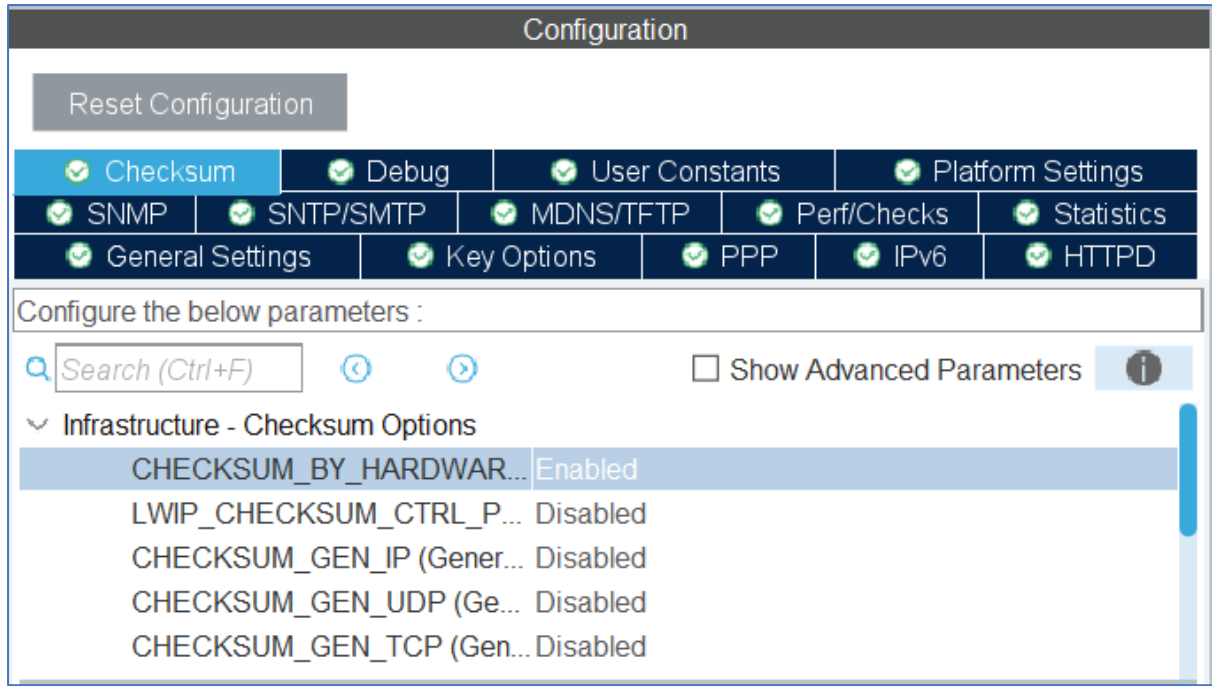 Configuration
Reset Configuration
Checksum Debug User Constants Platform Settings
SNMP SNTP/SMTP MDNS/TFTP Perf/Checks Statistics
General Settings Key Options PPP IPv6 HTTPD
Configure the below parameters :
Search (Ctrl+F) Show Advanced Parameters
Infrastructure - Checksum Options
CHECKSUM_BY_HARDWAR... Enabled
LWIP_CHECKSUM_CTRL_P... Disabled
CHECKSUM_GEN_IP (Gener... Disabled
CHECKSUM_GEN_UDP (Ge... Disabled
CHECKSUM_GEN_TCP (Gen... Disabled